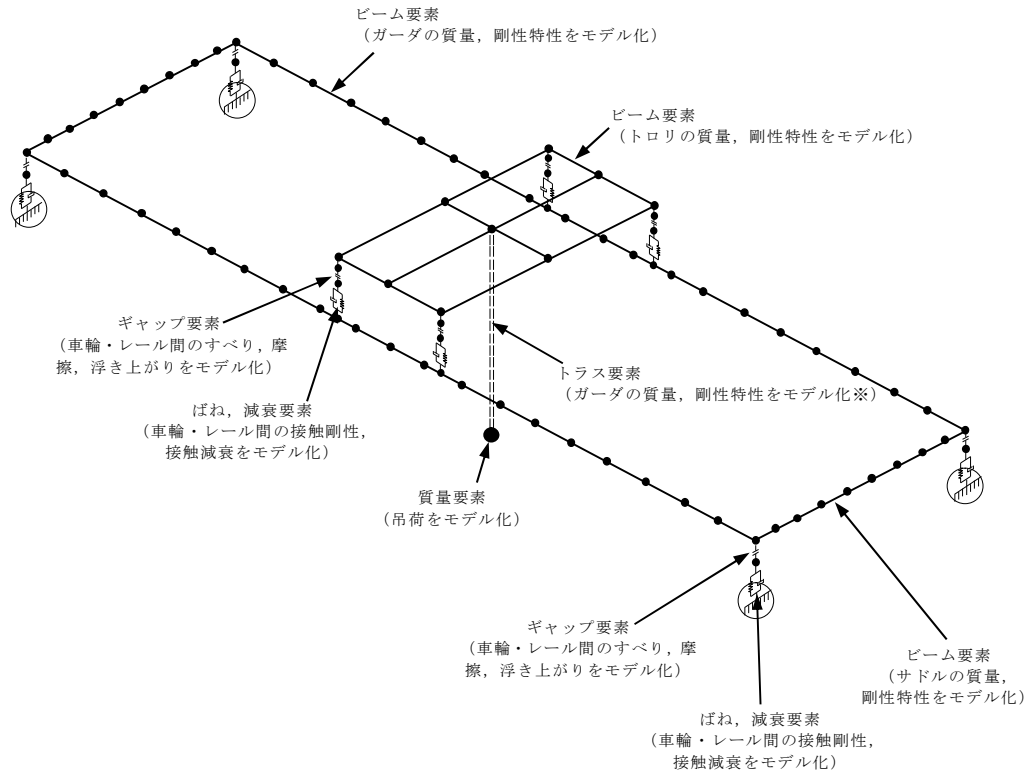 ビーム要素
（ガーダの質量，剛性特性をモデル化）
ビーム要素
（トロリの質量，剛性特性をモデル化）
ギャップ要素
（車輪・レール間のすべり，摩
擦，浮き上がりをモデル化）
トラス要素
（ガーダの質量，剛性特性をモデル化※）
ばね，減衰要素
（車輪・レール間の接触剛性，
接触減衰をモデル化）
質量要素
（吊荷をモデル化）
ギャップ要素
（車輪・レール間のすべり，摩
擦，浮き上がりをモデル化）
ビーム要素
（サドルの質量，
剛性特性をモデル化）
ばね，減衰要素
（車輪・レール間の接触剛性，
接触減衰をモデル化）